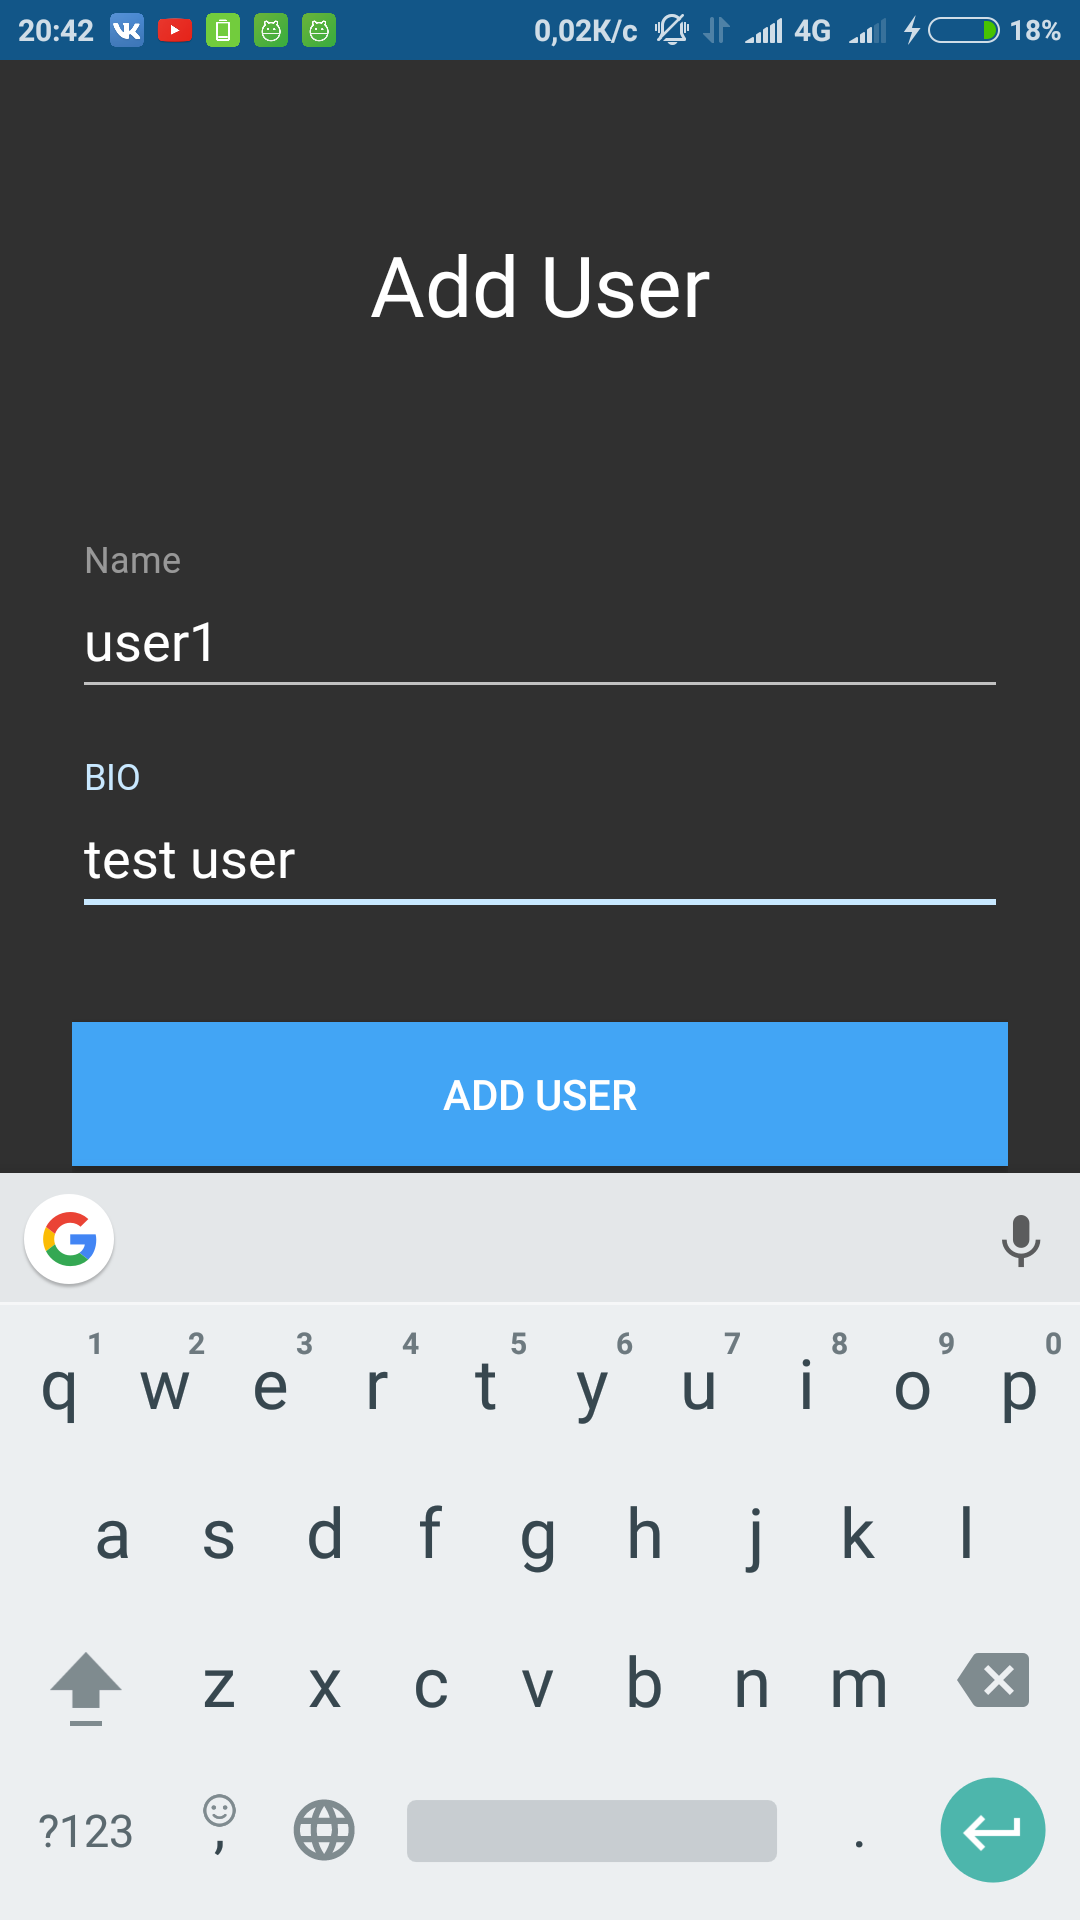 20:42 0,02K/c 4G 18%
Add User
Name
user1
BIO
test user
ADD USER
1 2 3 4 5 6 7 8 9 0
q w e r t y u i o p
a s d f g h j k l
z x c v b n m
?123 , .